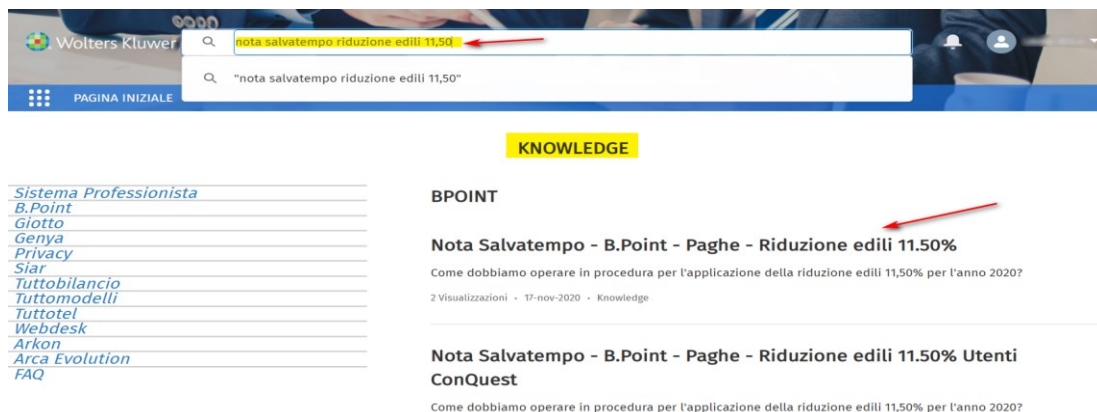 Wolters Kluwer
nota salvatempo riduzione edili 11,50
"nota salvatempo riduzione edili 11,50"
PAGINA INIZIALE
KNOWLEDGE
Sistema Professionista
B.Point
Giotto
Genya
Privacy
Siar
Tuttobilancio
Tuttomodelli
Tuttotel
Webdesk
Arkon
Arca Evolution
FAQ
BPOINT
Nota Salvatempo - B.Point - Paghe - Riduzione edili 11.50%
Come dobbiamo operare in procedura per l'applicazione della riduzione edili 11,50% per l'anno 2020?
2 Visualizzazioni • 17-nov-2020 • Knowledge
Nota Salvatempo - B.Point - Paghe - Riduzione edili 11.50% Utenti
ConQuest
Come dobbiamo operare in procedura per l'applicazione della riduzione edili 11,50% per l'anno 2020?